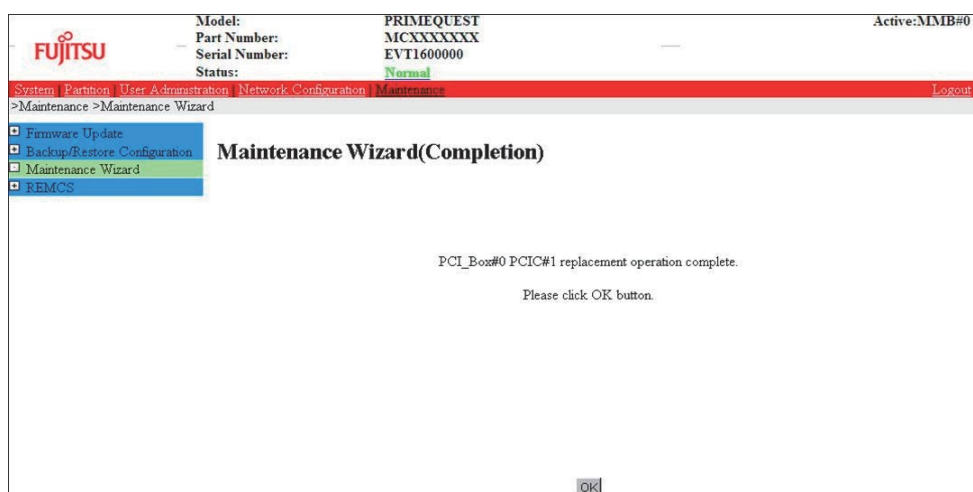 FUJITSU
Model: PRIMEQUEST
Part Number: MCXXXXXXX
Serial Number: EVT1600000
Status: Normal
Active:MMB#0
System | Partition | User Administration | Network Configuration | Maintenance Logout
>Maintenance >Maintenance Wizard
Firmware Update
Backup/Restore Configuration
Maintenance Wizard
REMCS
Maintenance Wizard(Completion)
PCI_Box#0 PCIC#1 replacement operation complete.
Please click OK button.
OK